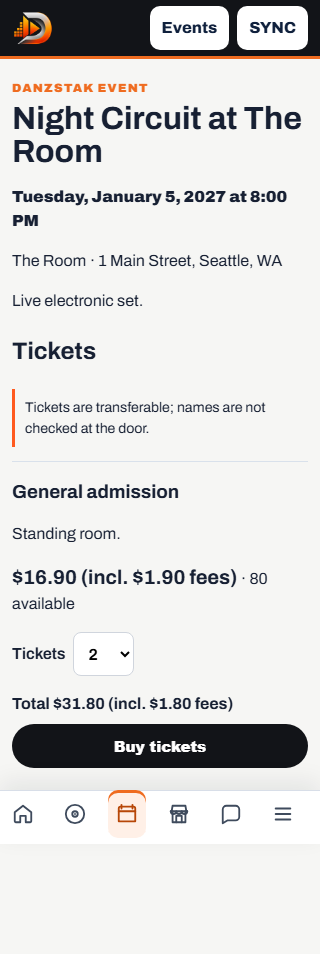 Events
SYNC
DANZSTAK EVENT
Night Circuit at The
Room
Tuesday, January 5, 2027 at 8:00
PM
The Room · 1 Main Street, Seattle, WA
Live electronic set.
Tickets
Tickets are transferable; names are not
checked at the door.
General admission
Standing room.
$16.90 (incl. $1.90 fees) · 80
available
Tickets 2
Total $31.80 (incl. $1.80 fees)
Buy tickets